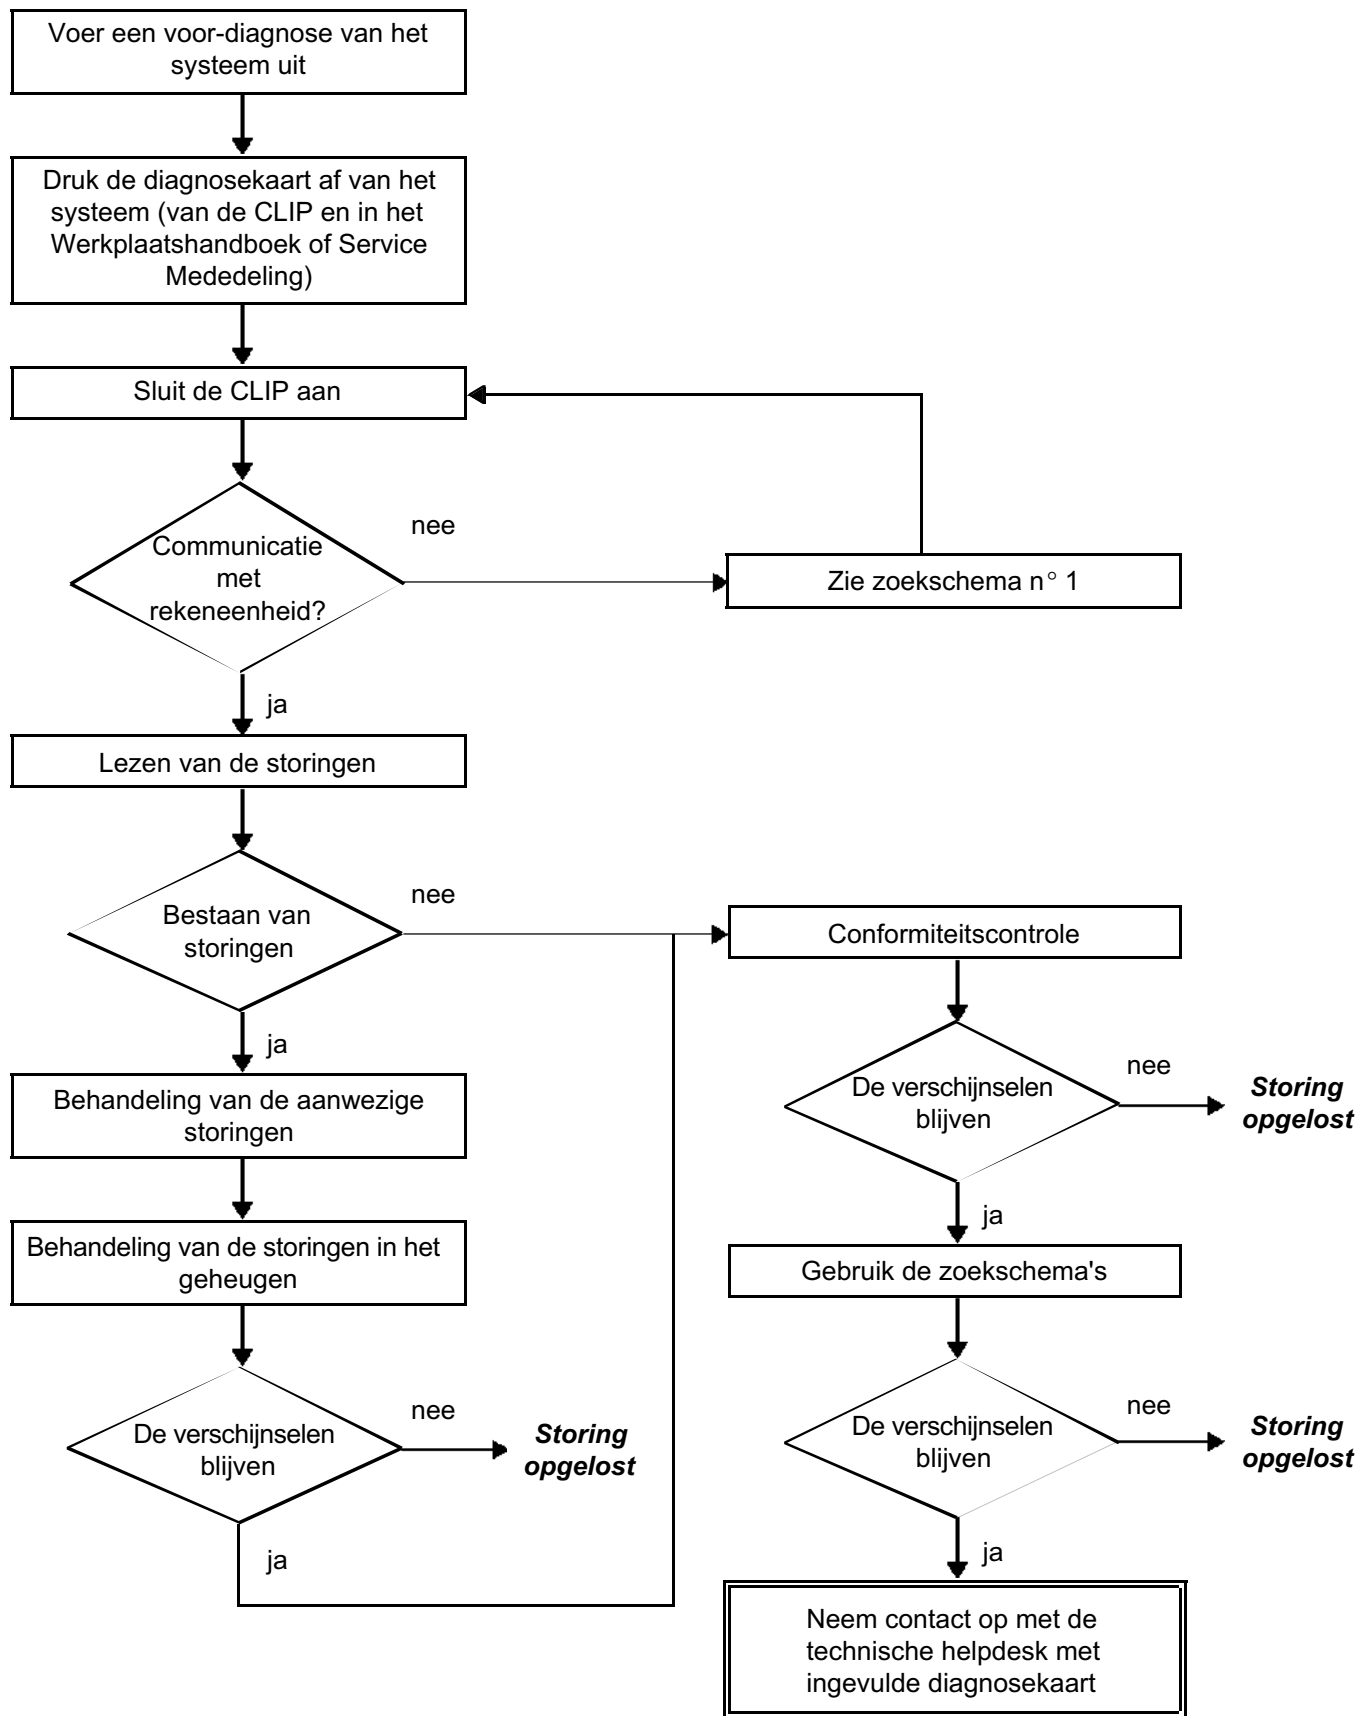 Voer een voor-diagnose van het
systeem uit
Druk de diagnosekaart af van het
systeem (van de CLIP en in het
Werkplaatshandboek of Service
Mededeling)
Sluit de CLIP aan
nee
Communicatie
met
rekeneenheid?
Zie zoekschema n° 1
ja
Lezen van de storingen
nee
Bestaan van
storingen
ja
Behandeling van de aanwezige
storingen
Behandeling van de storingen in het
geheugen
De verschijnselen
blijven
nee
Storing
opgelost
ja
Conformiteitscontrole
De verschijnselen
blijven
nee
Storing
opgelost
ja
Gebruik de zoekschema's
De verschijnselen
blijven
nee
Storing
opgelost
ja
Neem contact op met de
technische helpdesk met
ingevulde diagnosekaart